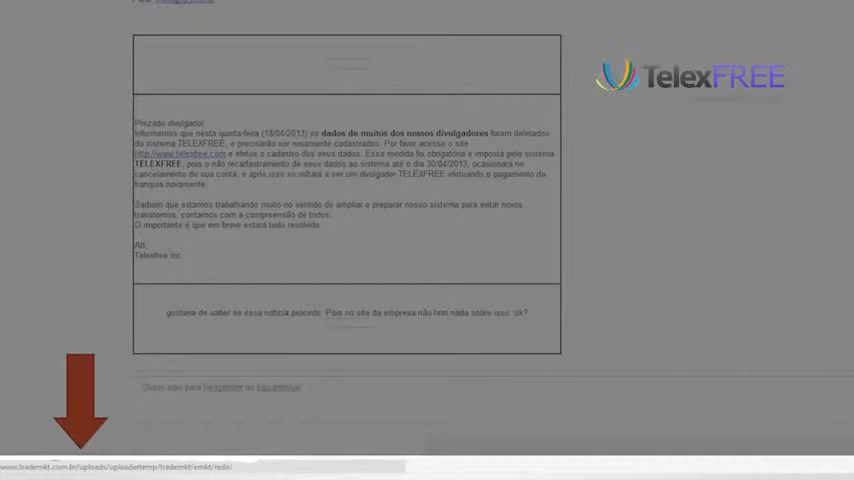 TelexFREE
Prezado divulgador
Informamos que nesta quinta-feira (18/04/2013) os dados de muitos dos nossos divulgadores foram deletados
da sistema TELEXFREE, e precisarão ser novamente cadastrados. Por favor acesse o site
http://www.telexfree.com e efetue o cadastro dos seus dados. Essa medida foi obrigatória e imposta pelo sistema
TELEXFREE, pois o não recadastramento de seus dados ao sistema até o dia 30/04/2013, ocasionará no
cancelamento de sua conta, e após isso só voltará a ser um divulgador TELEXFREE efetuando o pagamento da
franquia novamente.
Saibam que estamos trabalhando muito no sentido de ampliar e preparar nosso sistema para evitar novos
transtornos, contamos com a compreensão de todos.
O importante é que em breve estará tudo resolvido
Att,
Telexfree Inc.
gostaria de saber se essa notícia procede. Pois no site da empresa não tem nada sobre isso ok?
Clique aqui para Responder ou Encaminhar
www.trademkt.com.br/uploads/uploadertemp/trademkt/emkt/redir/